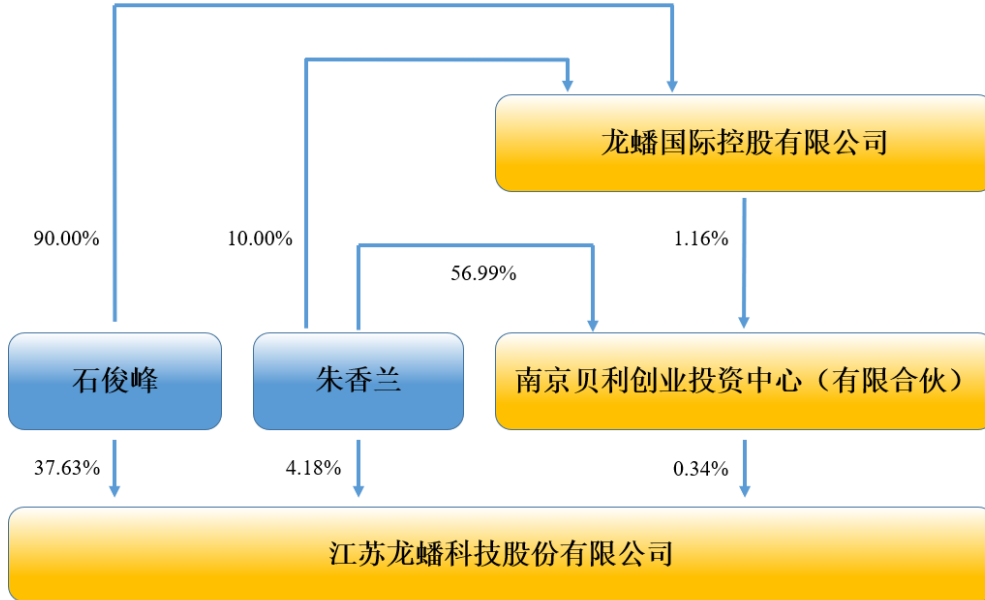 龙蟠国际控股有限公司
90.00%
10.00%
1.16%
56.99%
石俊峰
朱香兰
南京贝利创业投资中心（有限合伙）
37.63%
4.18%
0.34%
江苏龙蟠科技股份有限公司